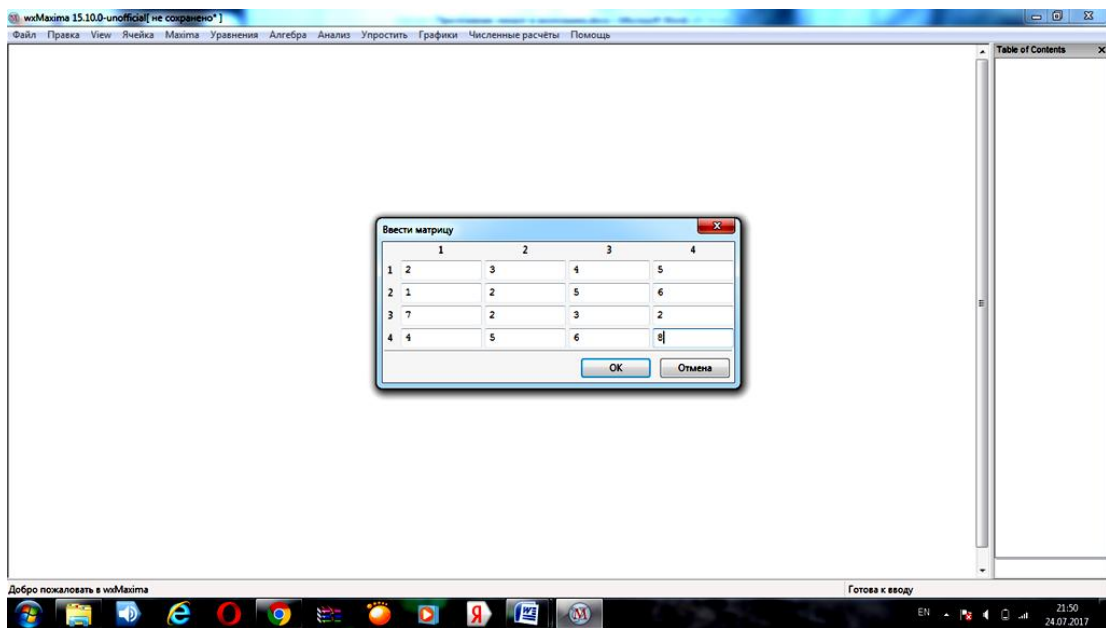 wxMaxima 15.10.0-unofficial[ не сохранено* ]
Файл Правка View Ячейка Maxima Уравнения Алгебра Анализ Упростить Графики Численные расчёты Помощь
Table of Contents
Ввести матрицу
1 2 3 4
1 2 3 4 5
2 1 2 5 6
3 7 2 3 2
4 4 5 6 8
OK Отмена
Добро пожаловать в wxMaxima Готова к вводу
EN 21:50
24.07.2017